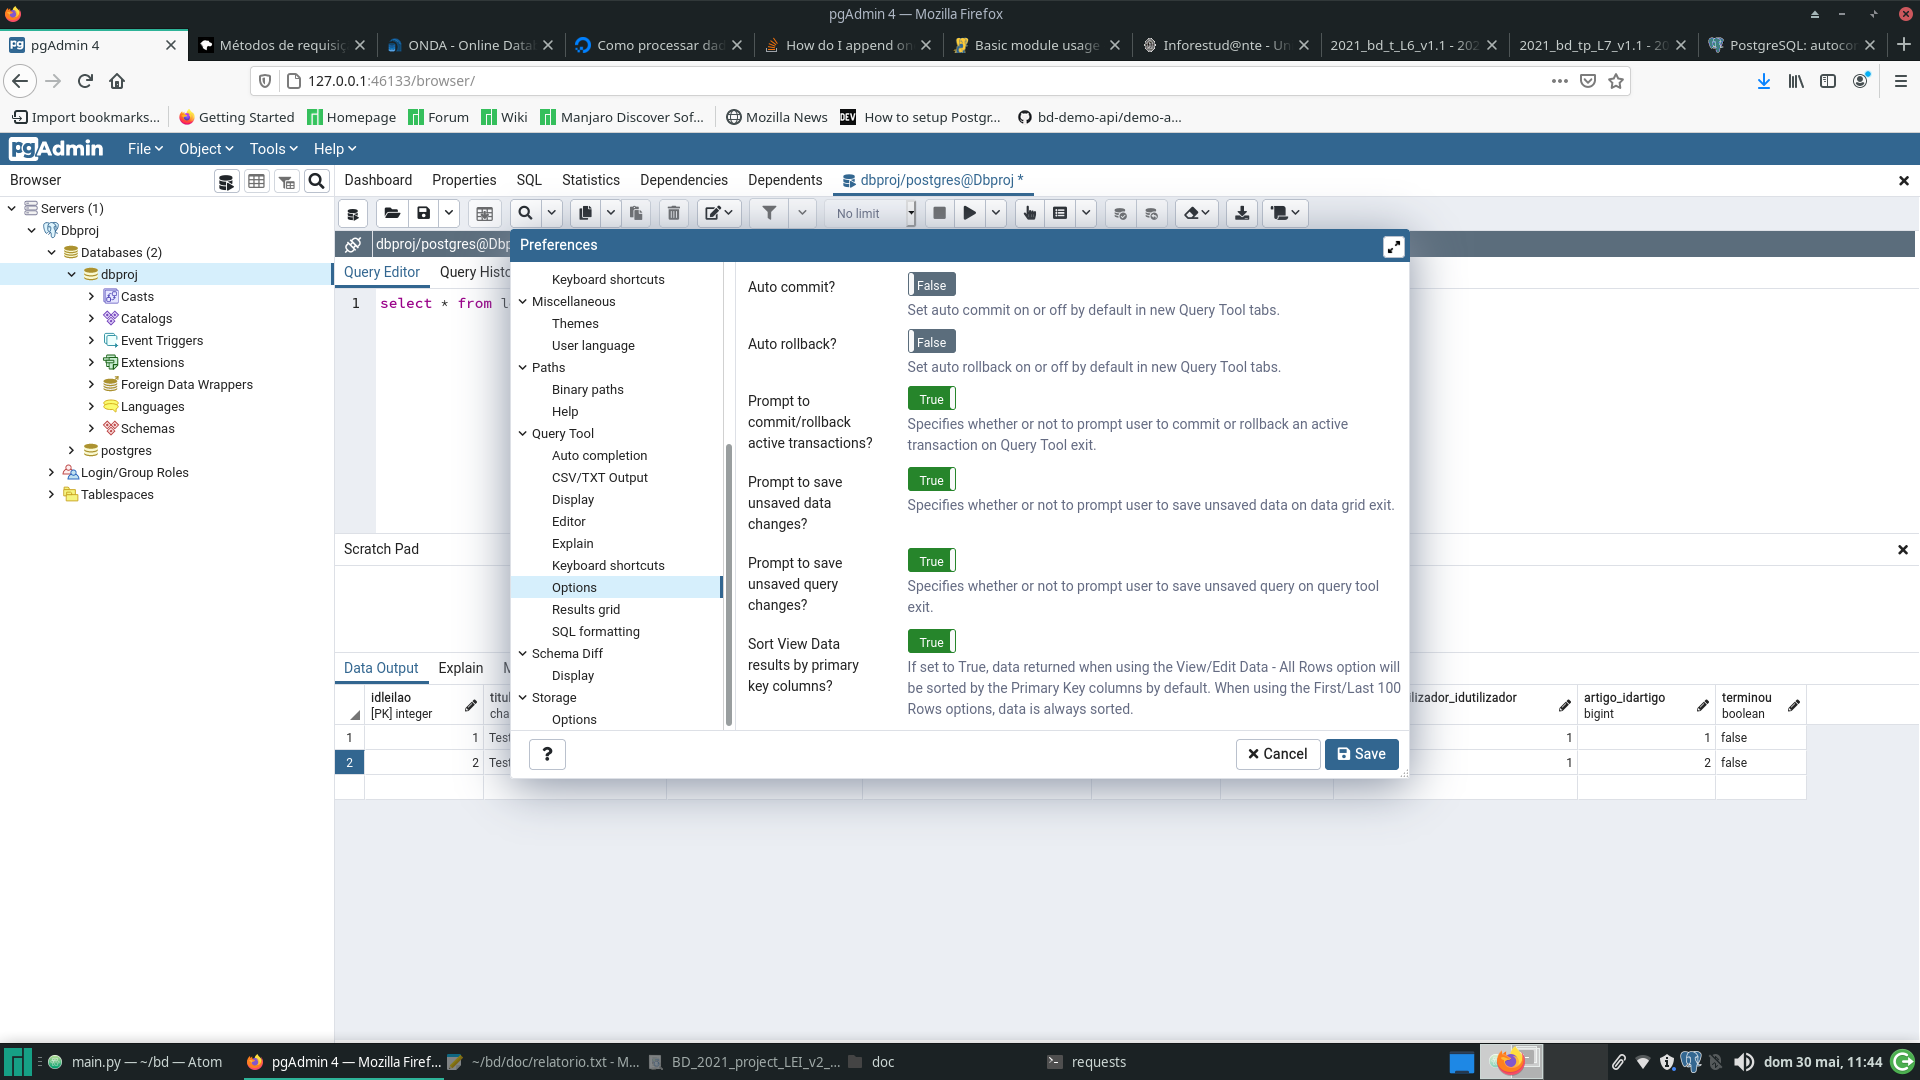 pgAdmin 4 — Mozilla Firefox
pgAdmin 4
Métodos de requisiç
ONDA - Online Data
Como processar dad
How do I append on
Basic module usage
Inforestud@nte - Un
2021_bd_t_L6_v1.1 - 202
2021_bd_tp_L7_v1.1 - 20
PostgreSQL: autocor
127.0.0.1:46133/browser/
Import bookmarks...
Getting Started
Homepage
Forum
Wiki
Manjaro Discover Sof...
Mozilla News
How to setup Postgr...
bd-demo-api/demo-a...
pgAdmin
File
Object
Tools
Help
Browser
Dashboard
Properties
SQL
Statistics
Dependencies
Dependents
dbproj/postgres@Dbproj *
Servers (1)
Dbproj
Databases (2)
dbproj
Casts
Catalogs
Event Triggers
Extensions
Foreign Data Wrappers
Languages
Schemas
postgres
Login/Group Roles
Tablespaces
No limit
dbproj/postgres@Dbp
Query Editor
Query Histo
1
select * from l
Scratch Pad
Data Output
Explain
M
Preferences
Keyboard shortcuts
Miscellaneous
Themes
User language
Paths
Binary paths
Help
Query Tool
Auto completion
CSV/TXT Output
Display
Editor
Explain
Keyboard shortcuts
Options
Results grid
SQL formatting
Schema Diff
Display
Storage
Options
Auto commit?
False
Set auto commit on or off by default in new Query Tool tabs.
Auto rollback?
False
Set auto rollback on or off by default in new Query Tool tabs.
Prompt to
commit/rollback
active transactions?
True
Specifies whether or not to prompt user to commit or rollback an active
transaction on Query Tool exit.
Prompt to save
unsaved data
changes?
True
Specifies whether or not to prompt user to save unsaved data on data grid exit.
Prompt to save
unsaved query
changes?
True
Specifies whether or not to prompt user to save unsaved query on query tool
exit.
Sort View Data
results by primary
key columns?
True
If set to True, data returned when using the View/Edit Data - All Rows option will
be sorted by the Primary Key columns by default. When using the First/Last 100
Rows options, data is always sorted.
?
Cancel
Save
idleilao
[PK] integer
titul
cha
lizador_idutilizador
artigo_idartigo
bigint
terminou
boolean
1 1 Test 1 1 false
2 2 Test 1 2 false
main.py — ~/bd — Atom
pgAdmin 4 — Mozilla Firef...
~/bd/doc/relatorio.txt - M...
BD_2021_project_LEI_v2_...
doc
requests
dom 30 mai, 11:44